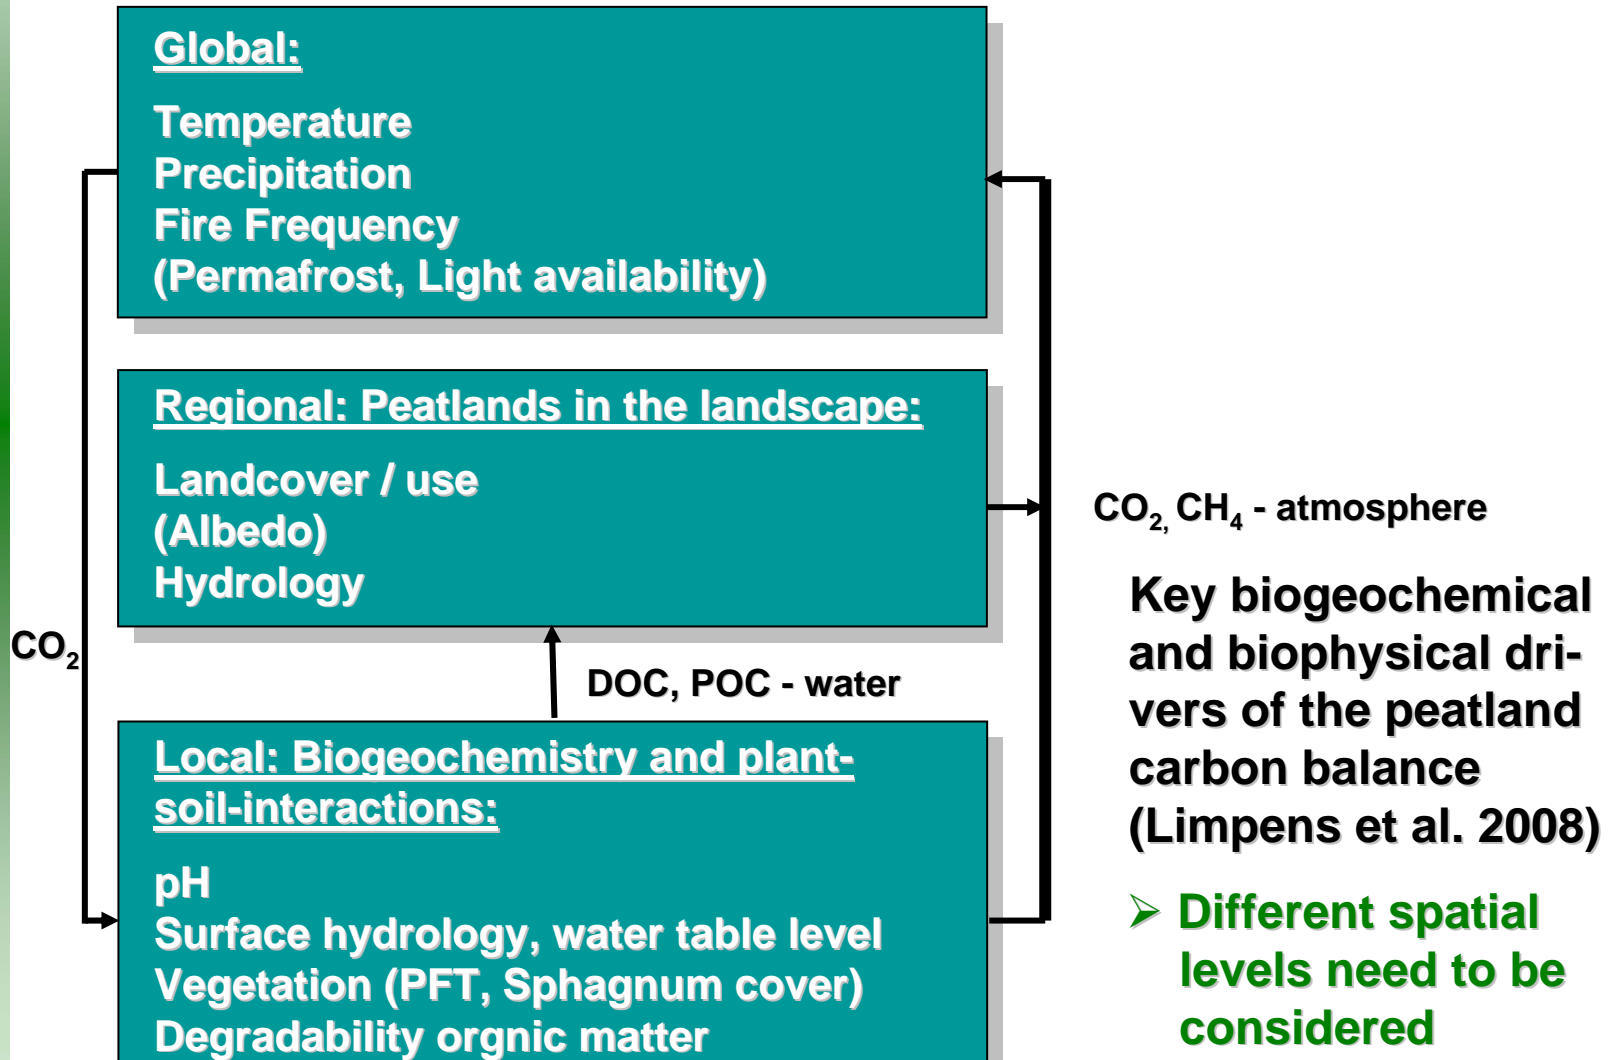 Global:
Temperature
Precipitation
Fire Frequency
(Permafrost, Light availability)
Regional: Peatlands in the landscape:
Landcover / use
(Albedo)
Hydrology
CO₂
DOC, POC - water
Local: Biogeochemistry and plant-
soil-interactions:
pH
Surface hydrology, water table level
Vegetation (PFT, Sphagnum cover)
Degradability orgnic matter
CO₂, CH₄ - atmosphere
Key biogeochemical
and biophysical dri-
vers of the peatland
carbon balance
(Limpens et al. 2008)
➢ Different spatial
levels need to be
considered